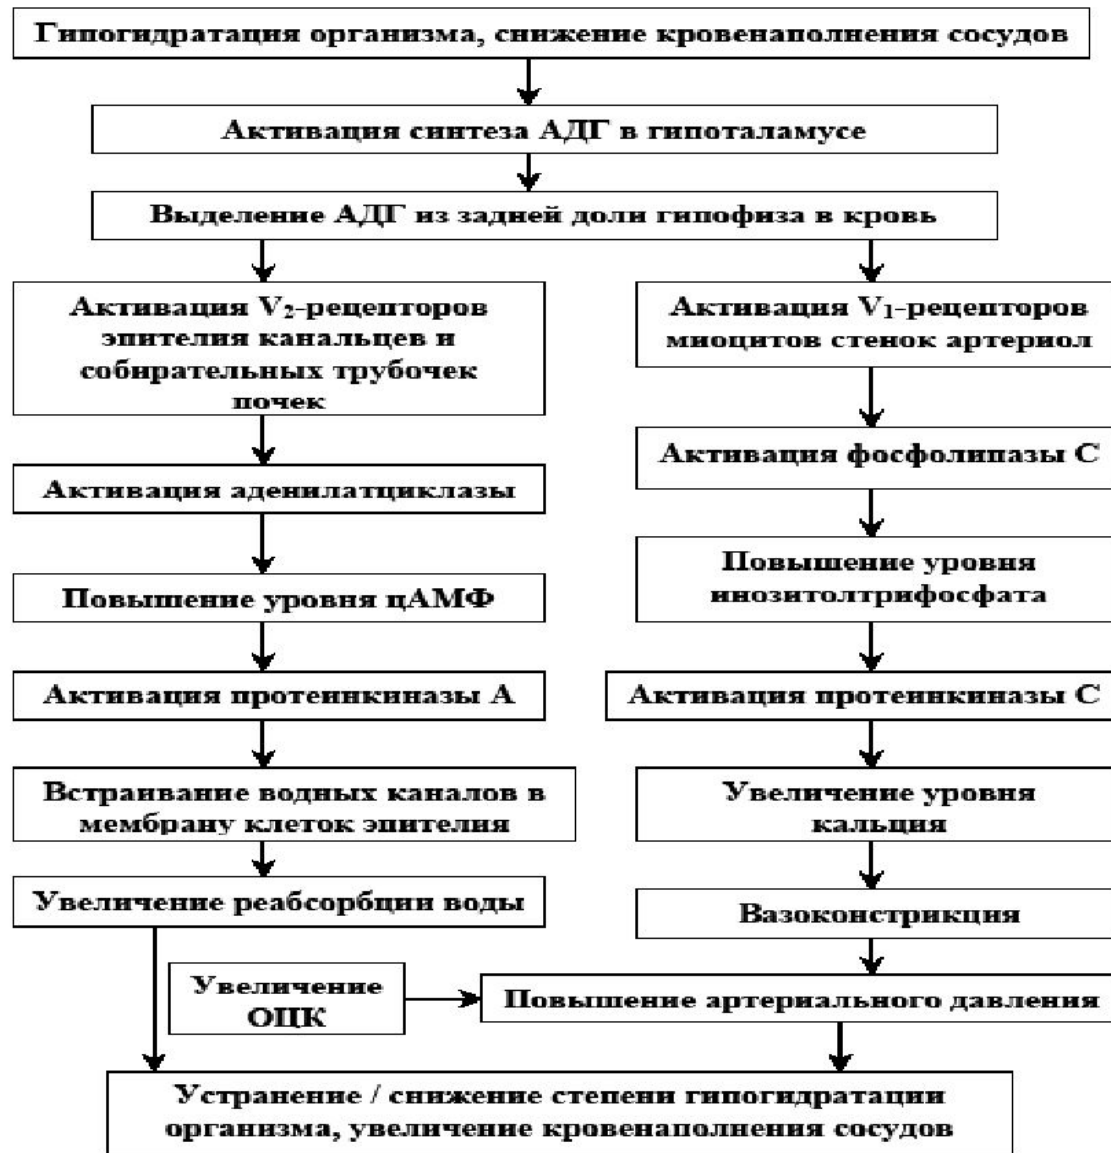 Гипогидратация организма, снижение кровенаполнения сосудов
Активация синтеза АДГ в гипоталамусе
Выделение АДГ из задней доли гипофиза в кровь
Активация V₂-рецепторов
эпителия канальцев и
собирательных трубочек
почек
Активация аденилатциклазы
Повышение уровня цАМФ
Активация протеинкиназы А
Встраивание водных каналов в
мембрану клеток эпителия
Увеличение реабсорбции воды
Активация V₁-рецепторов
миоцитов стенок артериол
Активация фосфолипазы С
Повышение уровня
инозитолтрифосфата
Активация протеинкиназы С
Увеличение уровня
кальция
Вазоконстрикция
Увеличение
ОЦК
Повышение артериального давления
Устранение / снижение степени гипогидратации
организма, увеличение кровенаполнения сосудов